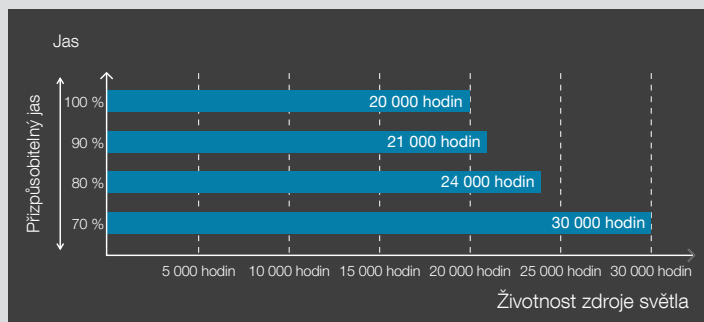 Jas
Přizpůsobitelný jas
100 %
20 000 hodin
90 %
21 000 hodin
80 %
24 000 hodin
70 %
30 000 hodin
5 000 hodin 10 000 hodin 15 000 hodin 20 000 hodin 25 000 hodin 30 000 hodin
Životnost zdroje světla